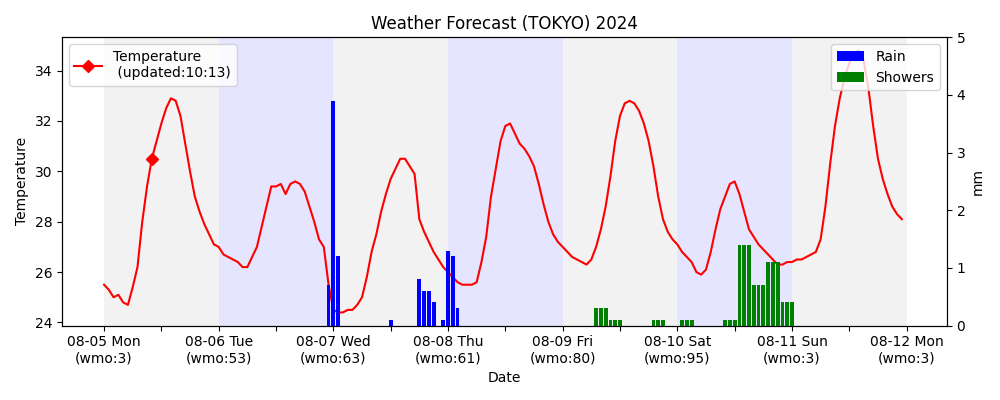 Weather Forecast (TOKYO) 2024
Temperature
(updated:10:13)
Rain
Showers
Temperature
34
32
30
28
26
24
5
4
3
2
1
0
mm
08-05 Mon 08-06 Tue 08-07 Wed 08-08 Thu 08-09 Fri 08-10 Sat 08-11 Sun 08-12 Mon
(wmo:3) (wmo:53) (wmo:63) (wmo:61) (wmo:80) (wmo:95) (wmo:3) (wmo:3)
Date